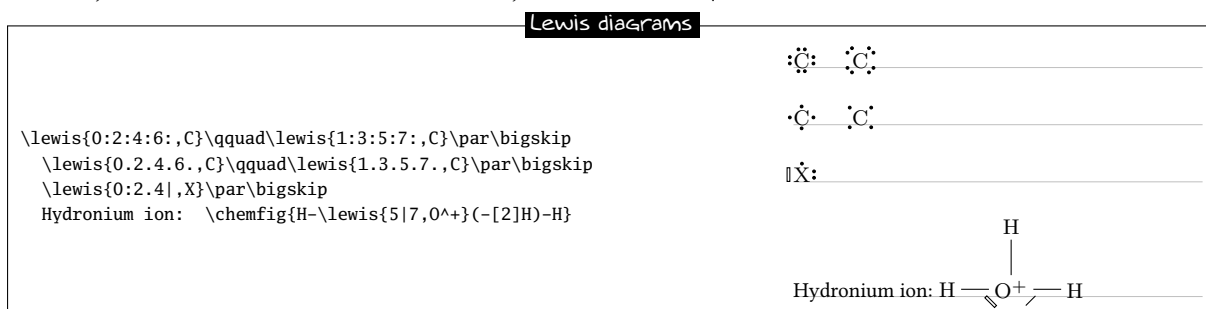 Lewis diagrams
\lewis{0:2:4:6:,C}\qquad\lewis{1:3:5:7:,C}\par\bigskip
\lewis{0.2.4.6.,C}\qquad\lewis{1.3.5.7.,C}\par\bigskip
\lewis{0:2.4|,X}\par\bigskip
Hydronium ion: \chemfig{H-\lewis{5|7,O^+}(-[2]H)-H}
C C
C C
X
H
Hydronium ion: H O+ H